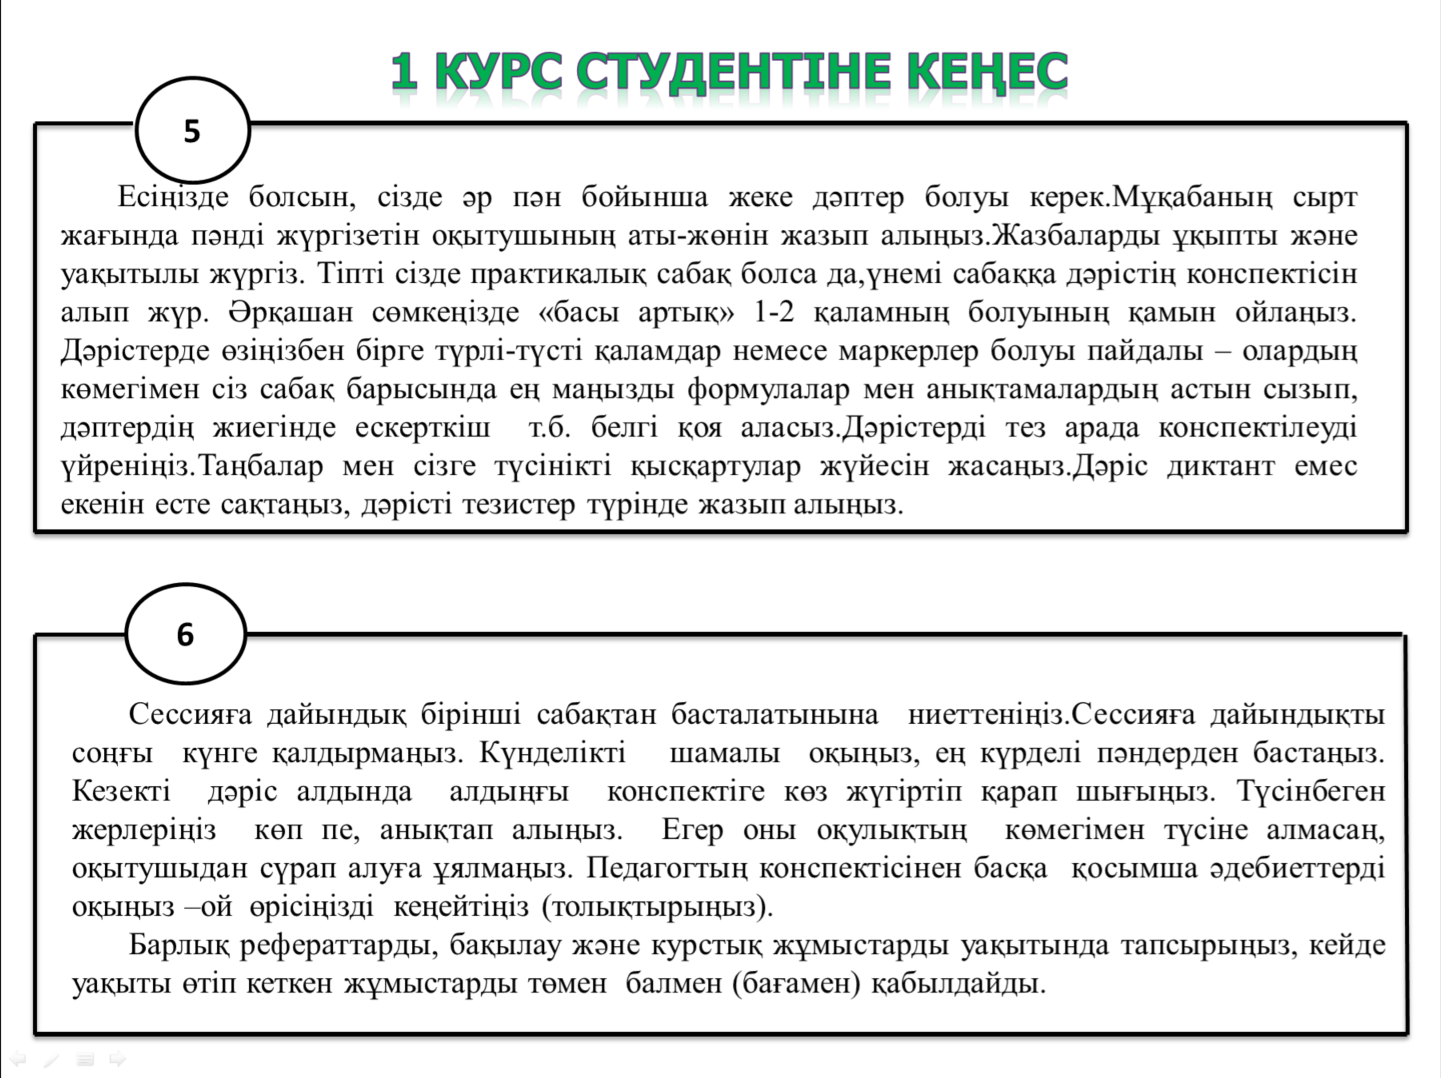 1 КУРС СТУДЕНТІНЕ КЕҢЕС
5
Есіңізде болсын, сізде әр пән бойынша жеке дәптер болуы керек.Мұқабаның сырт
жағында пәнді жүргізетін оқытушының аты-жөнін жазып алыңыз.Жазбаларды ұқыпты және
уақытылы жүргіз. Тіпті сізде практикалық сабақ болса да,үнемі сабаққа дәрістің конспектісін
алып жүр. Әрқашан сөмкеңізде «басы артық» 1-2 қаламның болуының қамын ойлаңыз.
Дәрістерде өзіңізбен бірге түрлі-түсті қаламдар немесе маркерлер болуы пайдалы – олардың
көмегімен сіз сабақ барысында ең маңызды формулалар мен анықтамалардың астын сызып,
дәптердің жиегінде ескерткіш т.б. белгі қоя аласыз.Дәрістерді тез арада конспектілеуді
үйреніңіз.Таңбалар мен сізге түсінікті қысқартулар жүйесін жасаңыз.Дәріс диктант емес
екенін есте сақтаңыз, дәрісті тезистер түрінде жазып алыңыз.
6
Сессияға дайындық бірінші сабақтан басталатынына ниеттеніңіз.Сессияға дайындықты
соңғы күнге қалдырмаңыз. Күнделікті шамалы оқыңыз, ең күрделі пәндерден бастаңыз.
Кезекті дәріс алдында алдыңғы конспектіге көз жүгіртіп қарап шығыңыз. Түсінбеген
жерлеріңіз көп пе, анықтап алыңыз. Егер оны оқулықтың көмегімен түсіне алмасаң,
оқытушыдан сүрап алуға ұялмаңыз. Педагогтың конспектісінен басқа қосымша әдебиеттерді
оқыңыз –ой өрісіңізді кеңейтіңіз (толықтырыңыз).
Барлық рефераттарды, бақылау және курстық жұмыстарды уақытында тапсырыңыз, кейде
уақыты өтіп кеткен жұмыстарды төмен балмен (бағамен) қабылдайды.